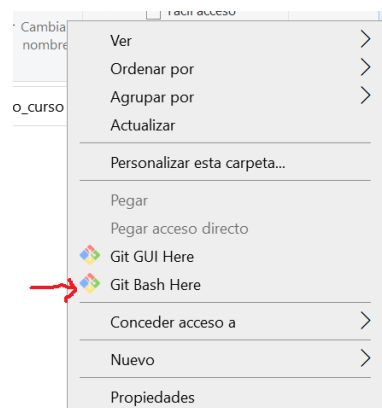 Fácil acceso
Cambia
nombre
o_curso
Ver
Ordenar por
Agrupar por
Actualizar
Personalizar esta carpeta...
Pegar
Pegar acceso directo
Git GUI Here
Git Bash Here
Conceder acceso a
Nuevo
Propiedades